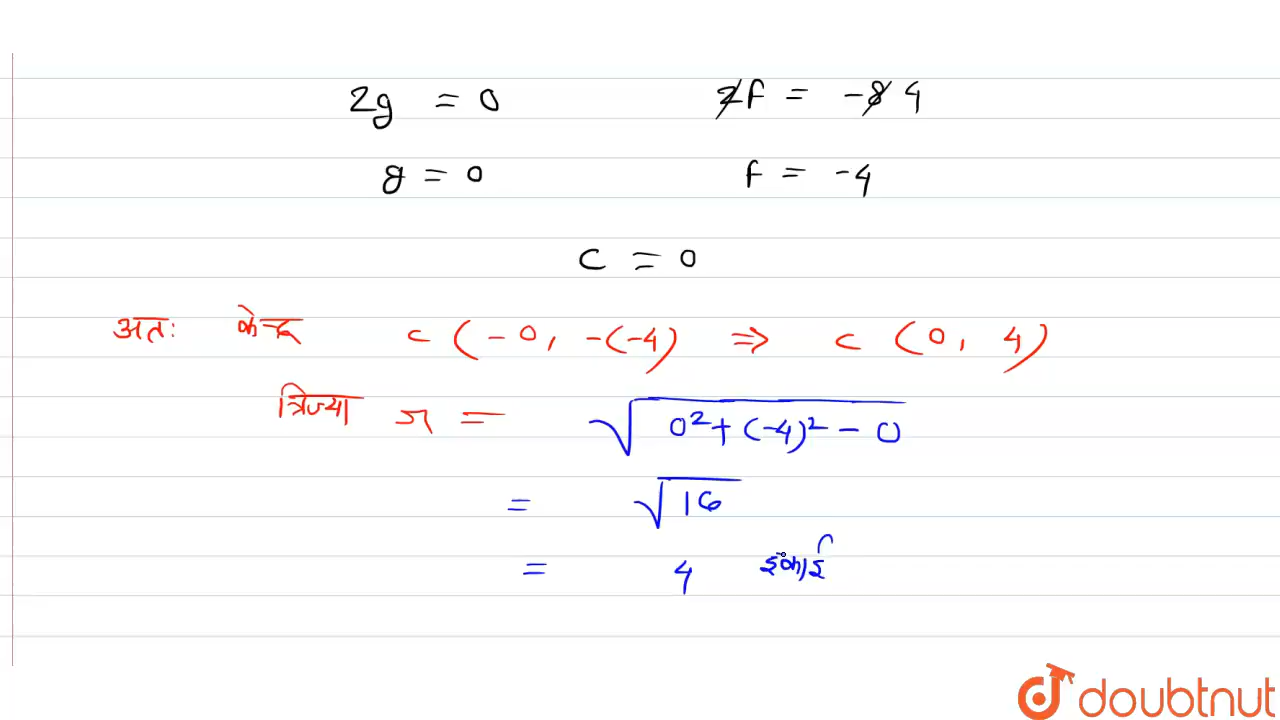 2g = 0 2f = -8 4
g = 0 f = -4
c = 0
अतः केन्द्र c (-0, -(-4) ⇒ c (0, 4)
त्रिज्या r = √0² + (-4)² - 0
= √16
= 4 इकाई
doubtnut